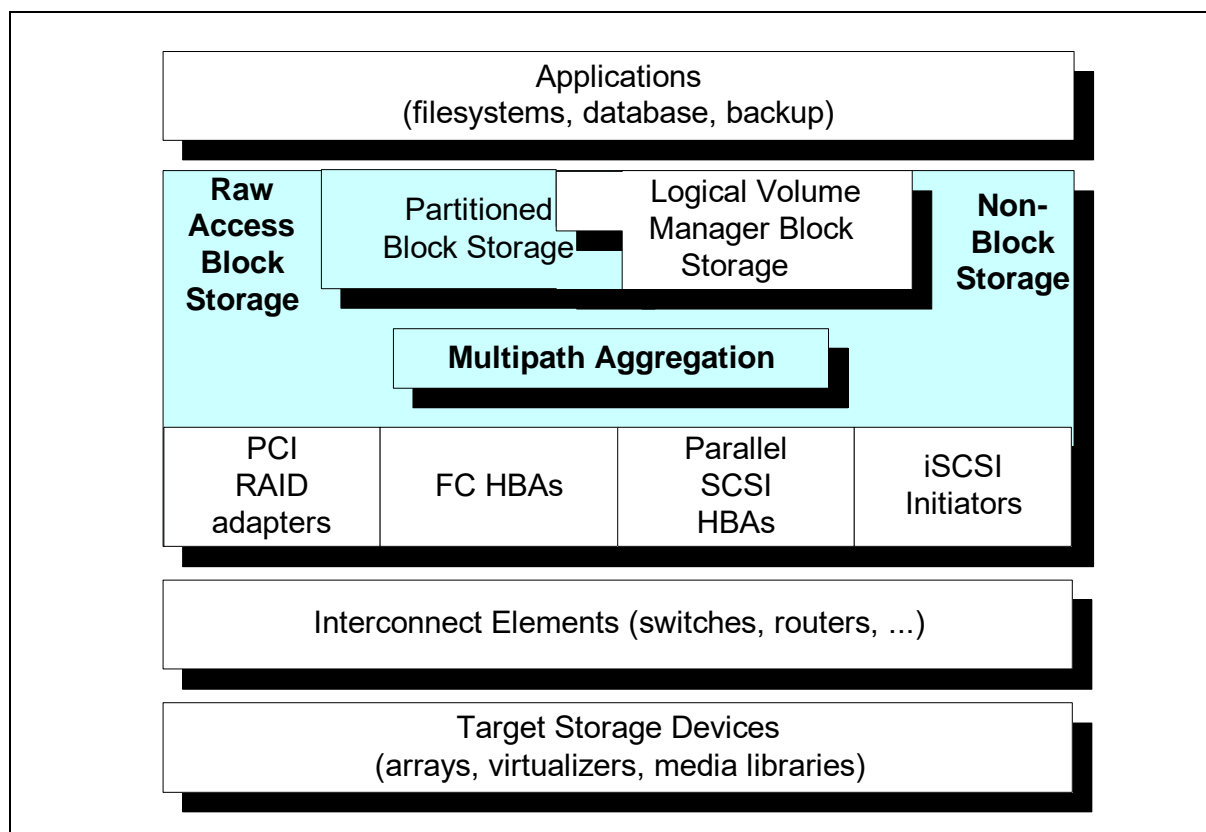 Applications
(filesystems, database, backup)
Raw
Access
Block
Storage
Partitioned
Block Storage
Logical Volume
Manager Block
Storage
Non-
Block
Storage
Multipath Aggregation
PCI
RAID
adapters
FC HBAs
Parallel
SCSI
HBAs
iSCSI
Initiators
Interconnect Elements (switches, routers, ...)
Target Storage Devices
(arrays, virtualizers, media libraries)